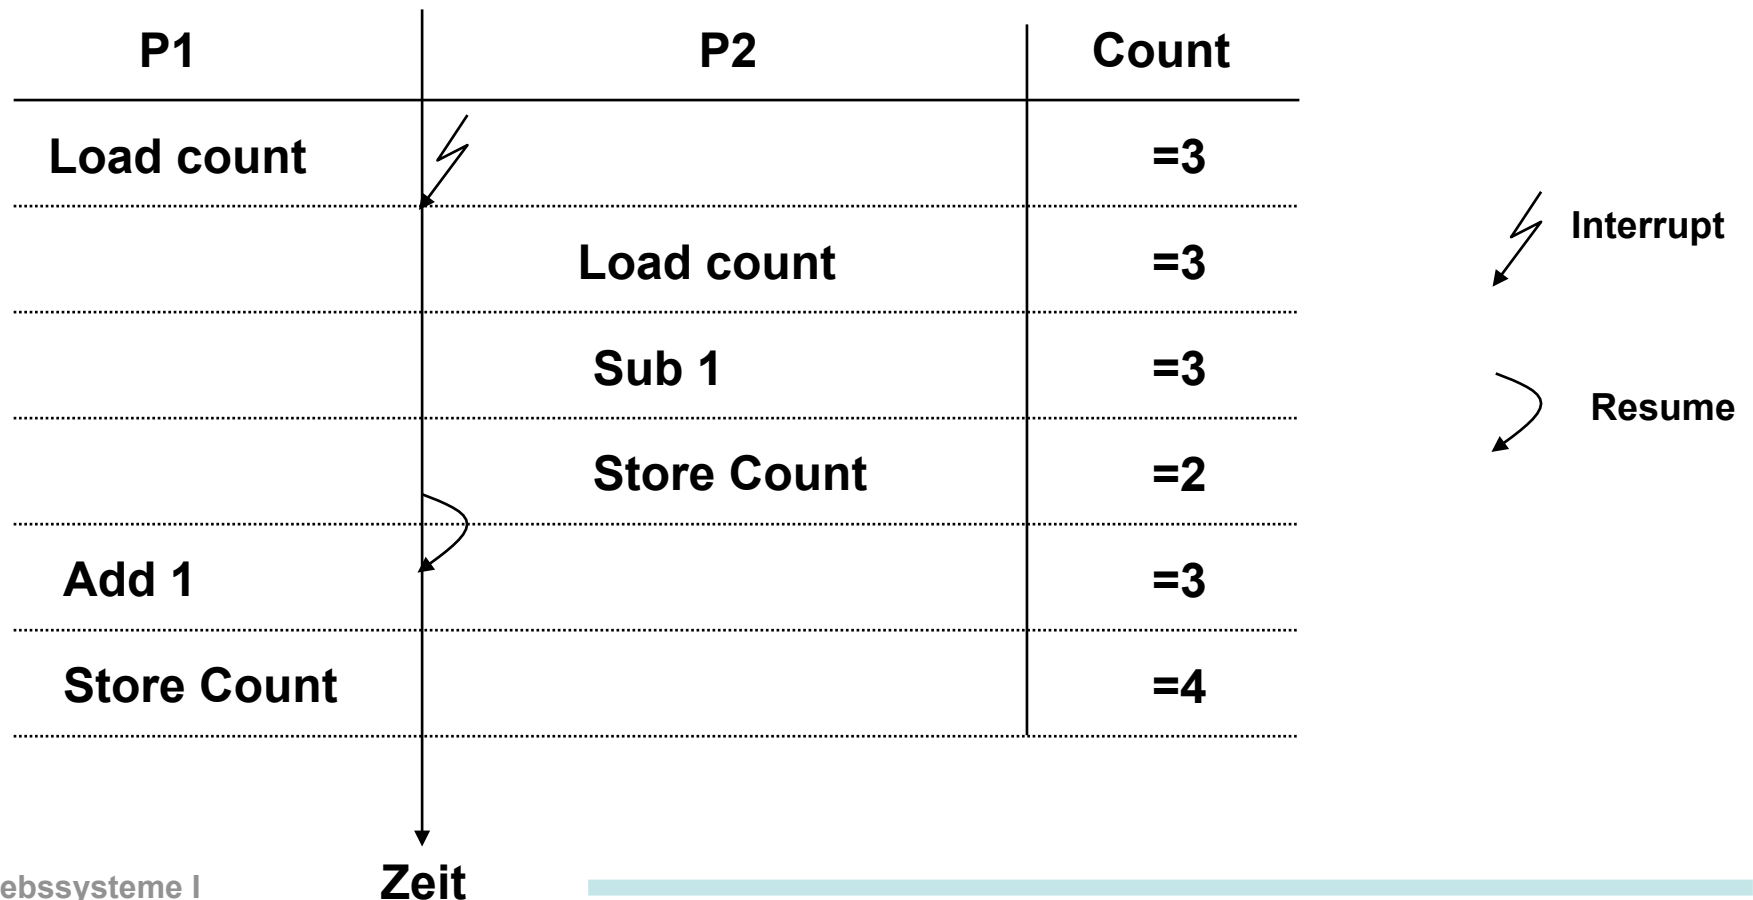 P1 P2 Count
Load count =3
Interrupt
Load count =3
Sub 1 =3
Resume
Store Count =2
Add 1 =3
Store Count =4
Zeit
ebssysteme I